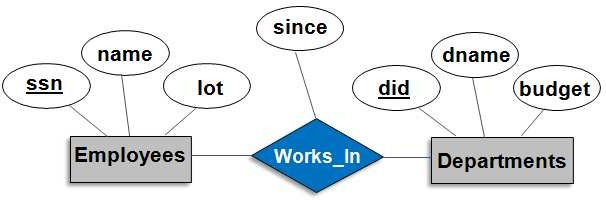 since
name
dname
ssn
lot
did
budget
Employees
Works_In
Departments